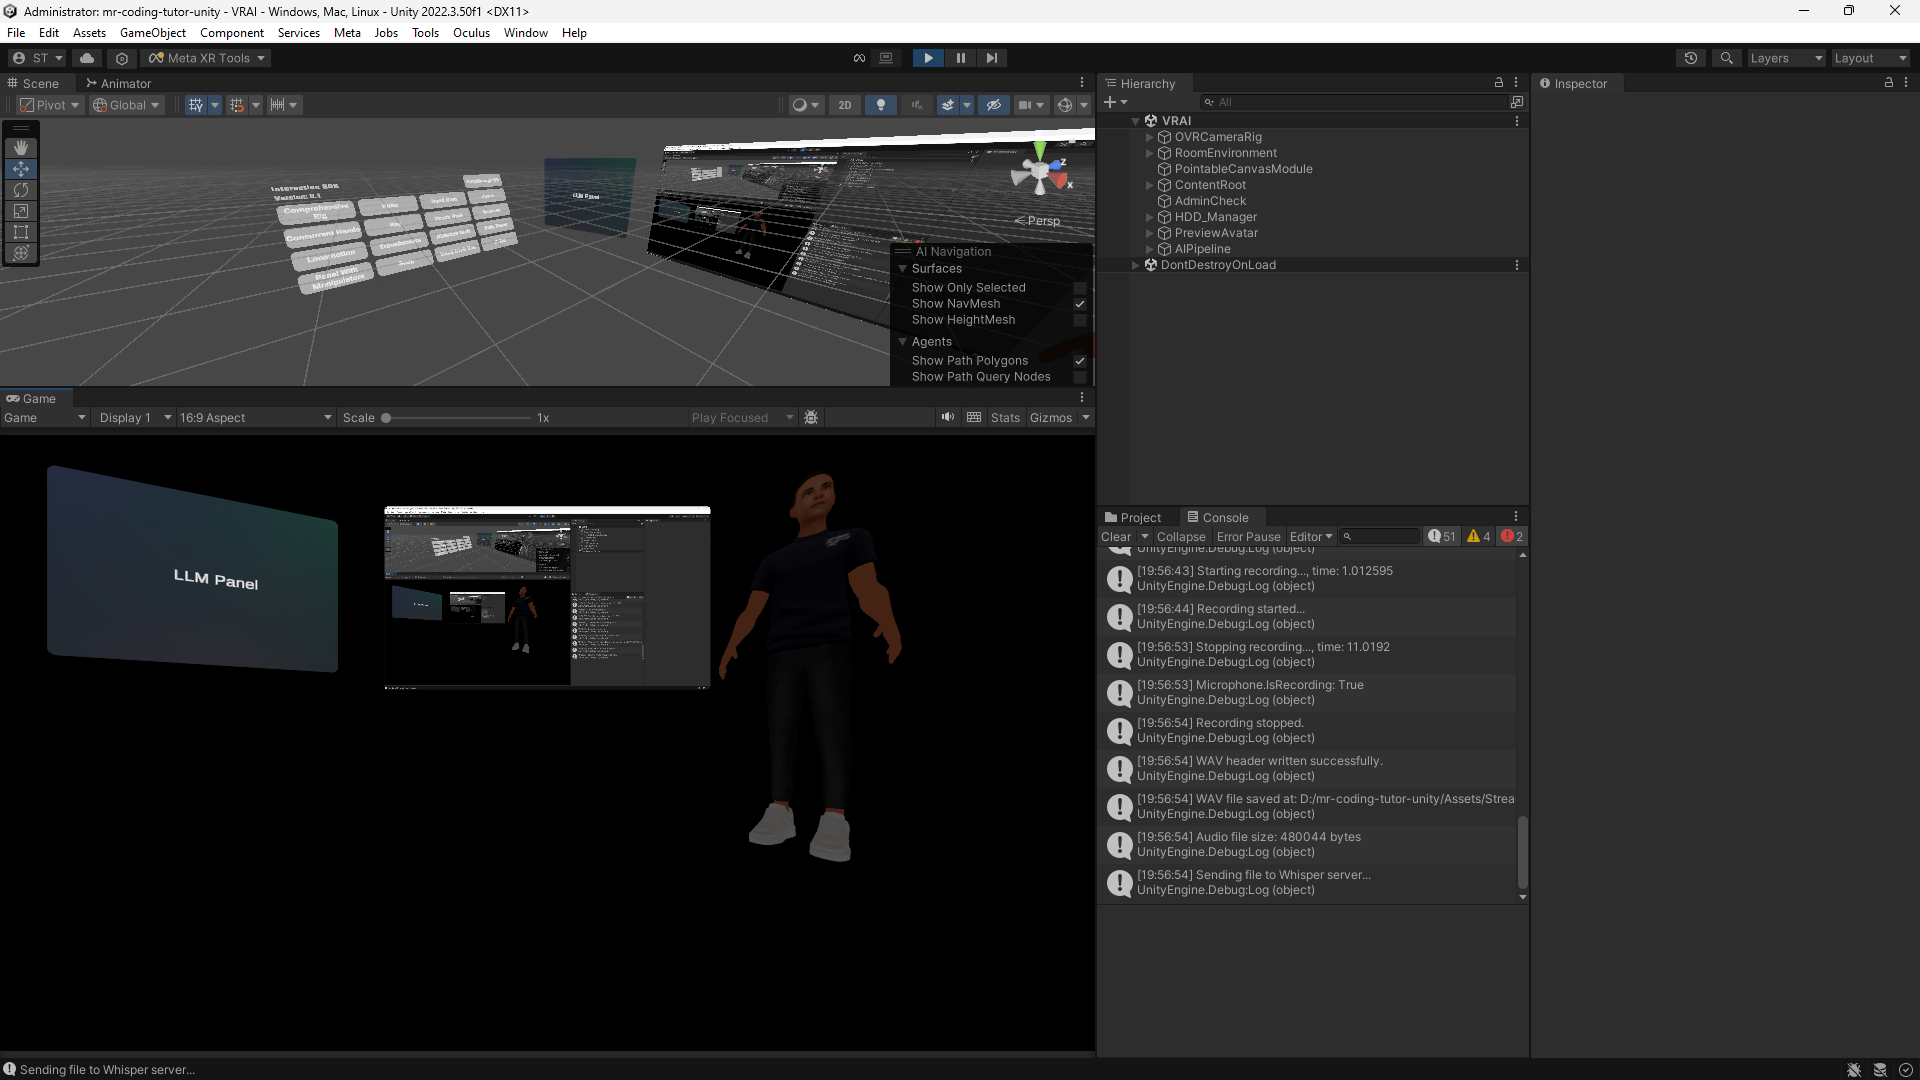 Administrator: mr-coding-tutor-unity - VRAI - Windows, Mac, Linux - Unity 2022.3.50f1 <DX11>
File Edit Assets GameObject Component Services Meta Jobs Tools Oculus Window Help
ST Meta XR Tools Layers Layout
Scene Animator
Pivot Global 2D
Interaction SDK
Comprehensive Rig
Concurrent Hands
Locomotion
Panel With Manipulators
LLM Panel
z
x
Persp
AI Navigation
Surfaces
Show Only Selected
Show NavMesh
Show HeightMesh
Agents
Show Path Polygons
Show Path Query Nodes
Game
Game Display 1 16:9 Aspect Scale 1x Play Focused Stats Gizmos
LLM Panel
Hierarchy
All
VRAI
OVRCameraRig
RoomEnvironment
PointableCanvasModule
ContentRoot
AdminCheck
HDD_Manager
PreviewAvatar
AIPipeline
DontDestroyOnLoad
Inspector
Project Console
Clear Collapse Error Pause Editor 51 4 2
UnityEngine.Debug:Log (object)
[19:56:43] Starting recording..., time: 1.012595
UnityEngine.Debug:Log (object)
[19:56:44] Recording started...
UnityEngine.Debug:Log (object)
[19:56:53] Stopping recording..., time: 11.0192
UnityEngine.Debug:Log (object)
[19:56:53] Microphone.IsRecording: True
UnityEngine.Debug:Log (object)
[19:56:54] Recording stopped.
UnityEngine.Debug:Log (object)
[19:56:54] WAV header written successfully.
UnityEngine.Debug:Log (object)
[19:56:54] WAV file saved at: D:/mr-coding-tutor-unity/Assets/Strea
UnityEngine.Debug:Log (object)
[19:56:54] Audio file size: 480044 bytes
UnityEngine.Debug:Log (object)
[19:56:54] Sending file to Whisper server...
UnityEngine.Debug:Log (object)
Sending file to Whisper server...